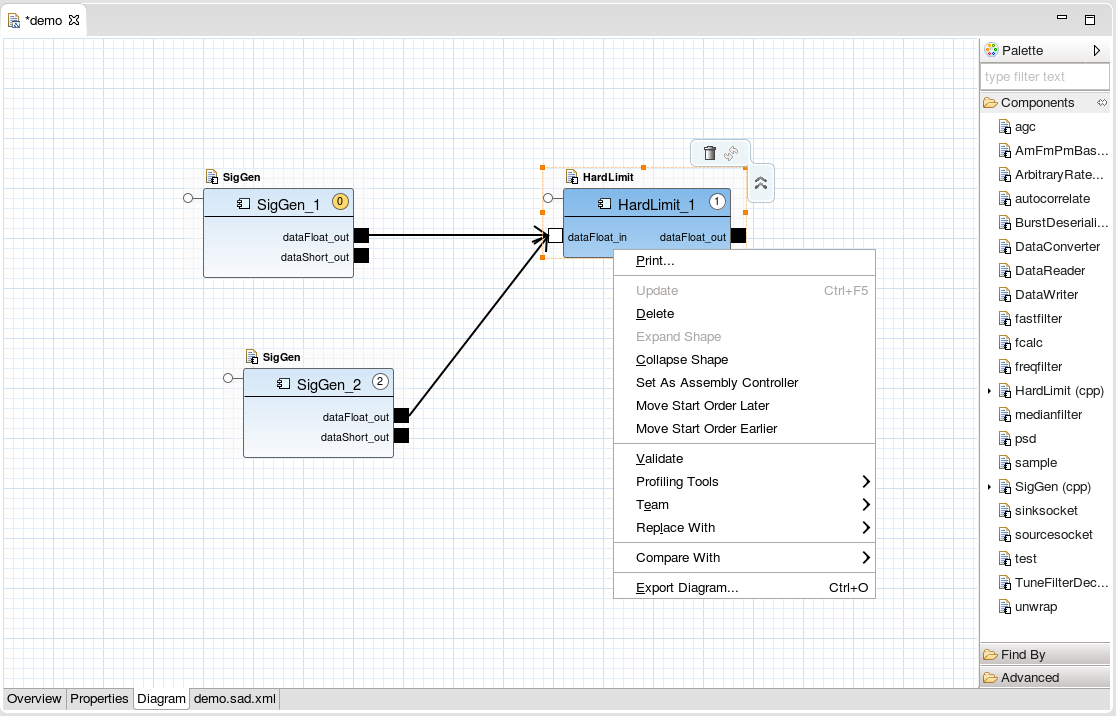 *demo
SigGen
SigGen_1
0
dataFloat_out
dataShort_out
HardLimit
HardLimit_1
1
dataFloat_in
dataFloat_out
SigGen
SigGen_2
2
dataFloat_out
dataShort_out
Print...
Update Ctrl+F5
Delete
Expand Shape
Collapse Shape
Set As Assembly Controller
Move Start Order Later
Move Start Order Earlier
Validate
Profiling Tools
Team
Replace With
Compare With
Export Diagram... Ctrl+O
Palette
type filter text
Components
agc
AmFmPmBas...
ArbitraryRate...
autocorrelate
BurstDeseriali...
DataConverter
DataReader
DataWriter
fastfilter
fcalc
freqfilter
HardLimit (cpp)
medianfilter
psd
sample
SigGen (cpp)
sinksocket
sourcesocket
test
TuneFilterDec...
unwrap
Find By
Advanced
Overview Properties Diagram demo.sad.xml